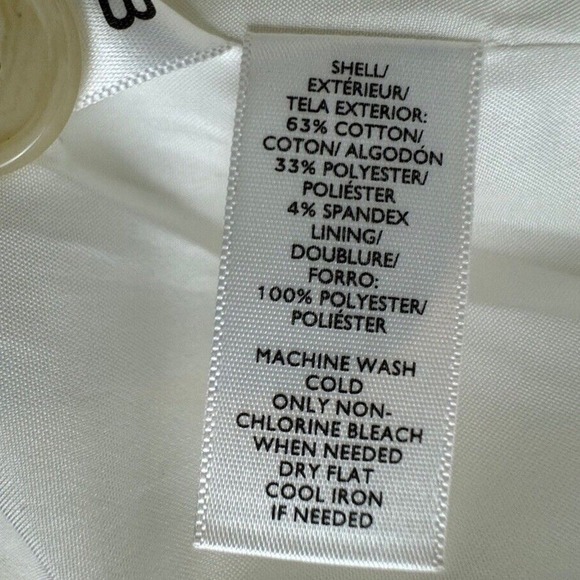 B
SHELL/
EXTÉRIEUR/
TELA EXTERIOR:
63% COTTON/
COTON/ ALGODÓN
33% POLYESTER/
POLIÉSTER
4% SPANDEX
LINING/
DOUBLURE/
FORRO:
100% POLYESTER/
POLIÉSTER
MACHINE WASH
COLD
ONLY NON-
CHLORINE BLEACH
WHEN NEEDED
DRY FLAT
COOL IRON
IF NEEDED